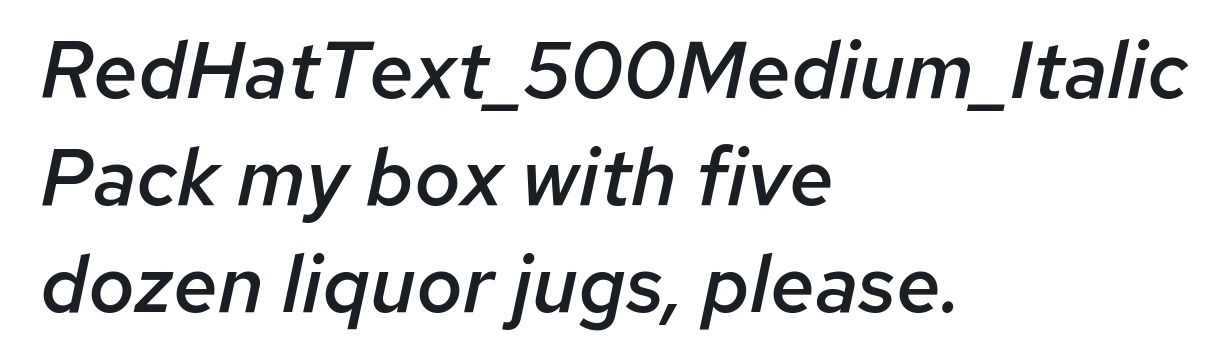 RedHatText_500Medium_Italic
Pack my box with five
dozen liquor jugs, please.